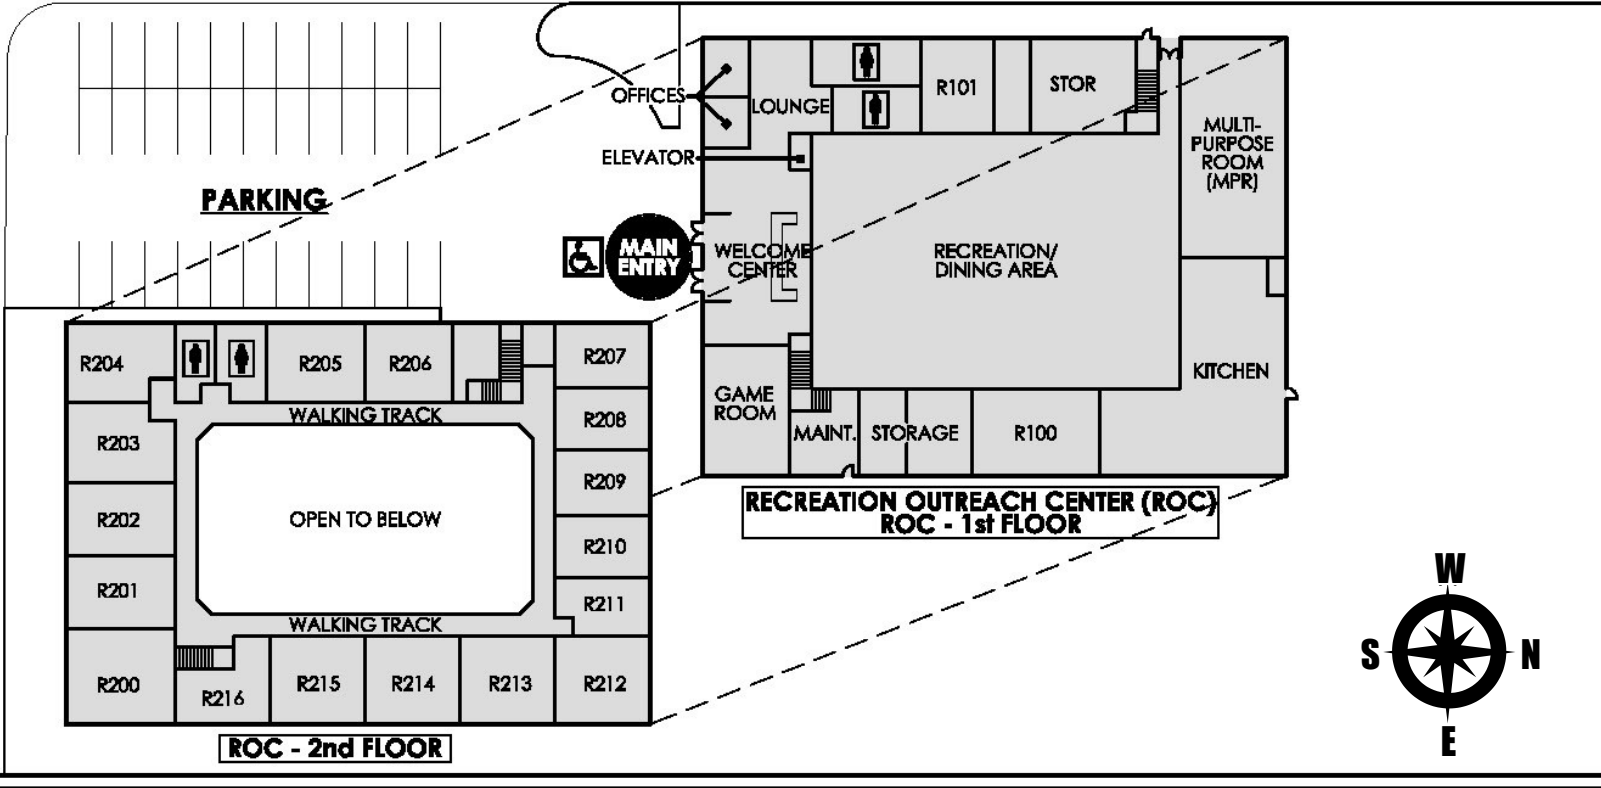 PARKING
OFFICES
ELEVATOR
MAIN
ENTRY
LOUNGE
R101
STOR
MULTI-
PURPOSE
ROOM
(MPR)
WELCOME
CENTER
RECREATION/
DINING AREA
KITCHEN
GAME
ROOM
MAINT.
STORAGE
R100
RECREATION OUTREACH CENTER (ROC)
ROC - 1st FLOOR
R204
R205
R206
R207
WALKING TRACK
R203
R208
R209
R202
OPEN TO BELOW
R210
R201
R211
WALKING TRACK
R200
R216
R215
R214
R213
R212
ROC - 2nd FLOOR
W
S
N
E